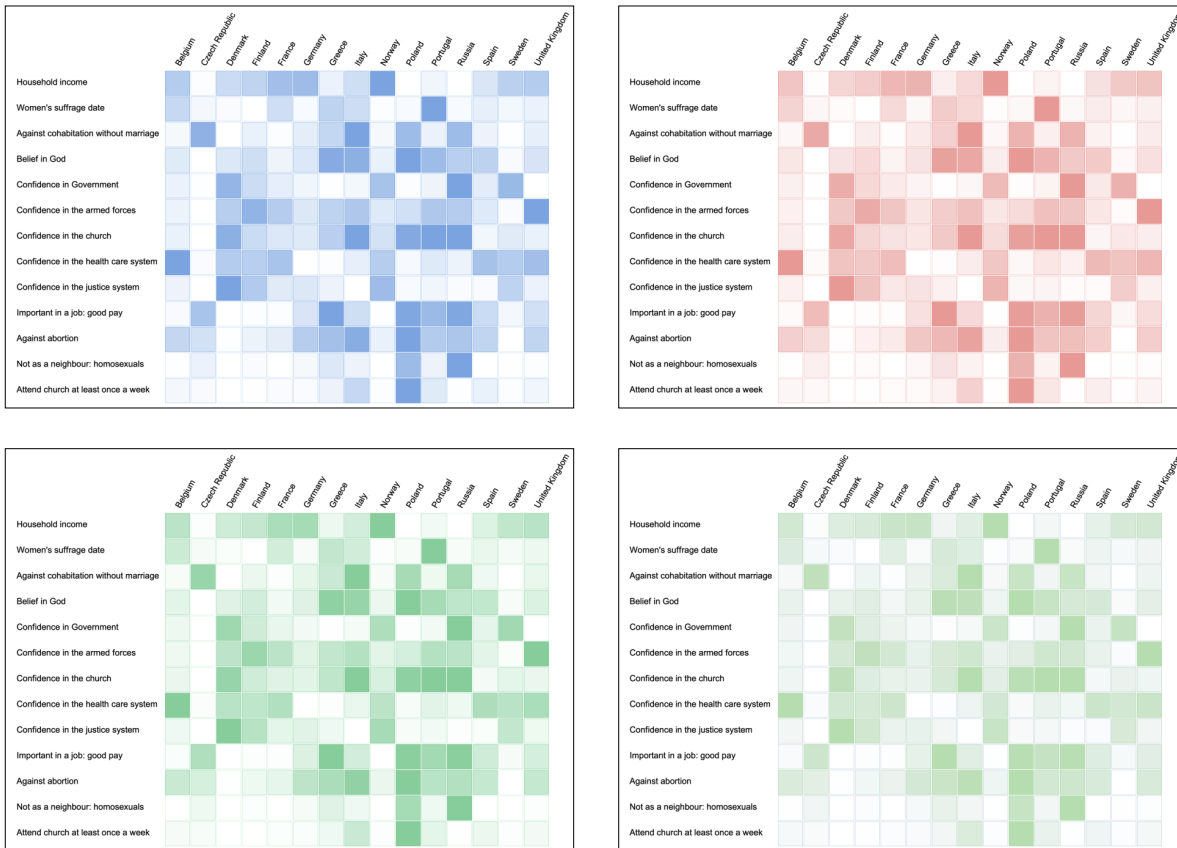 Belgium Czech Republic Denmark Finland France Germany Greece Italy Norway Poland Portugal Russia Spain Sweden United Kingdom
Household income
Women's suffrage date
Against cohabitation without marriage
Belief in God
Confidence in Government
Confidence in the armed forces
Confidence in the church
Confidence in the health care system
Confidence in the justice system
Important in a job: good pay
Against abortion
Not as a neighbour: homosexuals
Attend church at least once a week
Belgium Czech Republic Denmark Finland France Germany Greece Italy Norway Poland Portugal Russia Spain Sweden United Kingdom
Household income
Women's suffrage date
Against cohabitation without marriage
Belief in God
Confidence in Government
Confidence in the armed forces
Confidence in the church
Confidence in the health care system
Confidence in the justice system
Important in a job: good pay
Against abortion
Not as a neighbour: homosexuals
Attend church at least once a week
Belgium Czech Republic Denmark Finland France Germany Greece Italy Norway Poland Portugal Russia Spain Sweden United Kingdom
Household income
Women's suffrage date
Against cohabitation without marriage
Belief in God
Confidence in Government
Confidence in the armed forces
Confidence in the church
Confidence in the health care system
Confidence in the justice system
Important in a job: good pay
Against abortion
Not as a neighbour: homosexuals
Attend church at least once a week
Belgium Czech Republic Denmark Finland France Germany Greece Italy Norway Poland Portugal Russia Spain Sweden United Kingdom
Household income
Women's suffrage date
Against cohabitation without marriage
Belief in God
Confidence in Government
Confidence in the armed forces
Confidence in the church
Confidence in the health care system
Confidence in the justice system
Important in a job: good pay
Against abortion
Not as a neighbour: homosexuals
Attend church at least once a week